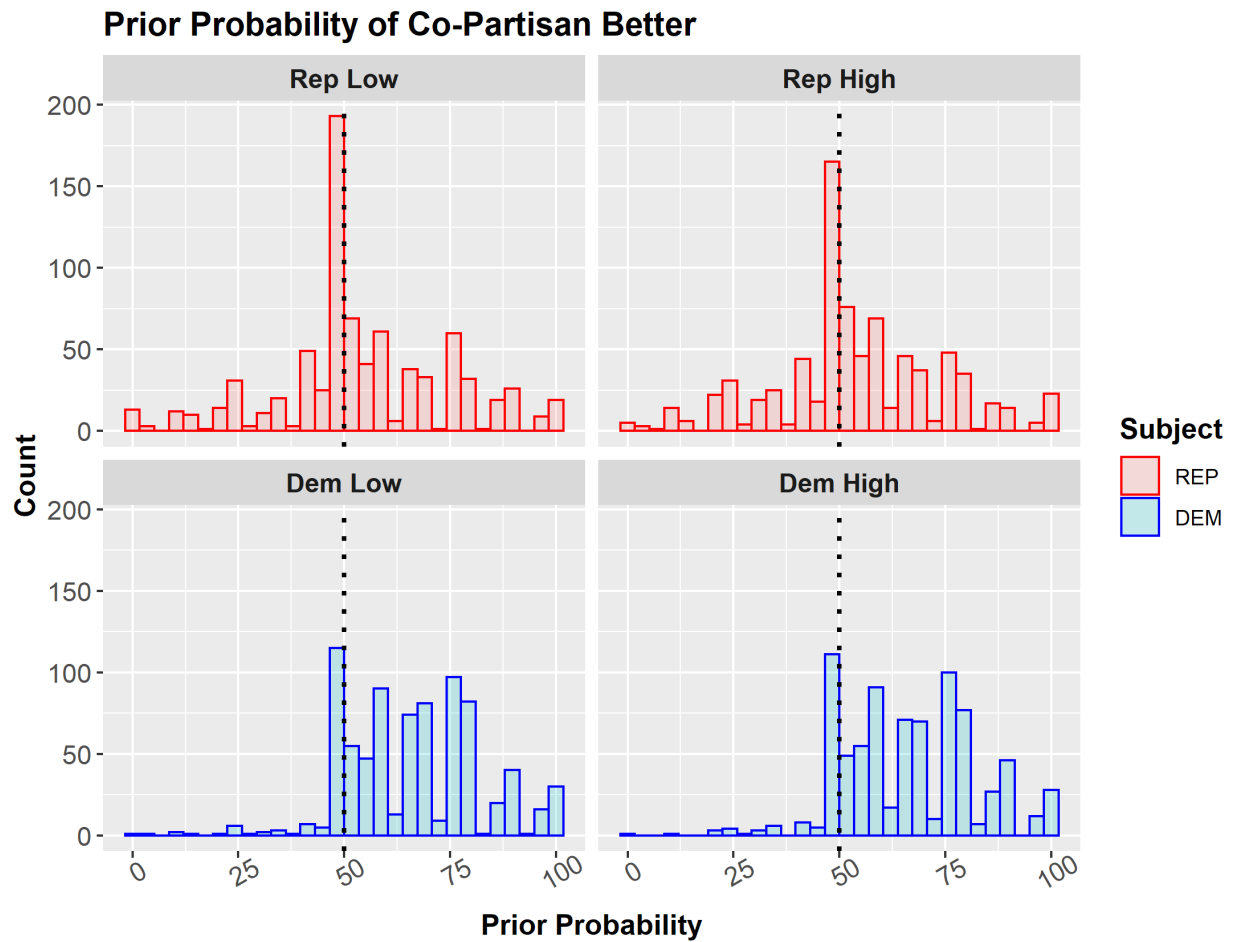 Prior Probability of Co-Partisan Better
Rep Low
Rep High
200
150
100
50
0
Dem Low
Dem High
200
150
100
50
0
Count
0
25
50
75
100
0
25
50
75
100
Prior Probability
Subject
REP
DEM